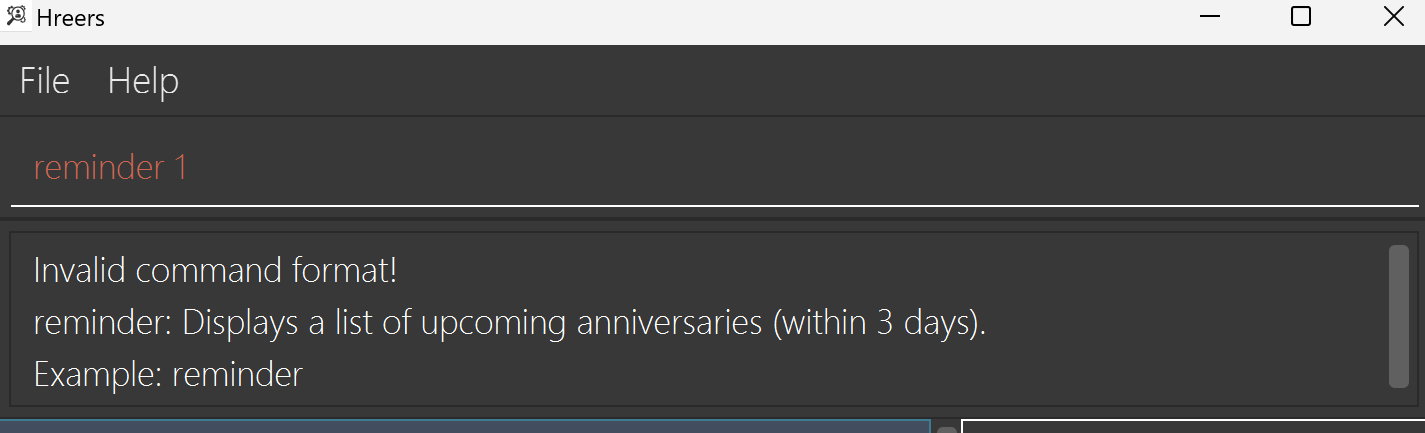 Hreers
File Help
reminder 1
Invalid command format!
reminder: Displays a list of upcoming anniversaries (within 3 days).
Example: reminder